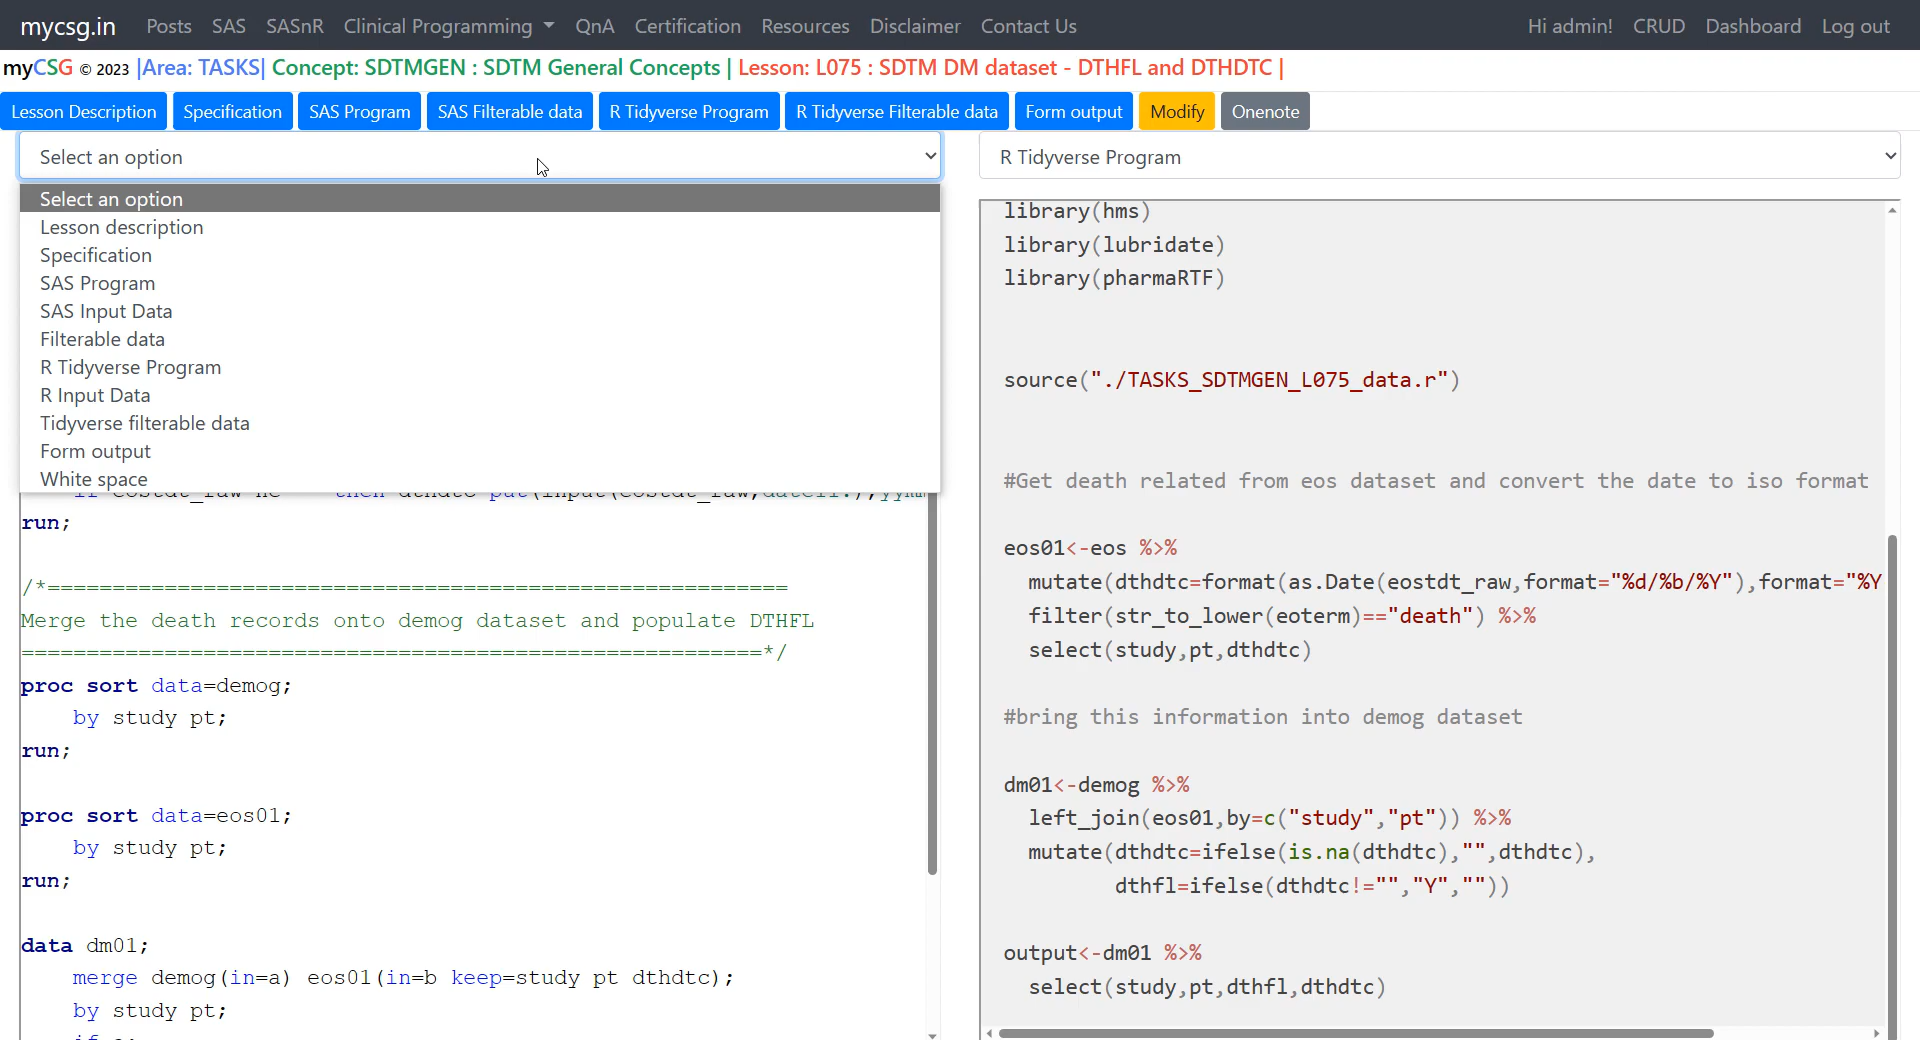 mycsg.in Posts SAS SASnR Clinical Programming QnA Certification Resources Disclaimer Contact Us Hi admin! CRUD Dashboard Log out
myCSG © 2023 |Area: TASKS| Concept: SDTMGEN : SDTM General Concepts | Lesson: L075 : SDTM DM dataset - DTHFL and DTHDTC |
Lesson Description Specification SAS Program SAS Filterable data R Tidyverse Program R Tidyverse Filterable data Form output Modify Onenote
Select an option
Select an option
Lesson description
Specification
SAS Program
SAS Input Data
Filterable data
R Tidyverse Program
R Input Data
Tidyverse filterable data
Form output
White space
run;
/*=========================================================
Merge the death records onto demog dataset and populate DTHFL
=========================================================*/
proc sort data=demog;
by study pt;
run;
proc sort data=eos01;
by study pt;
run;
data dm01;
merge demog(in=a) eos01(in=b keep=study pt dthdtc);
by study pt;
R Tidyverse Program
library(hms)
library(lubridate)
library(pharmaRTF)
source("./TASKS_SDTMGEN_L075_data.r")
#Get death related from eos dataset and convert the date to iso format
eos01<-eos %>%
mutate(dthdtc=format(as.Date(eostdt_raw,format="%d/%b/%Y"),format="%Y
filter(str_to_lower(eoterm)=="death") %>%
select(study,pt,dthdtc)
#bring this information into demog dataset
dm01<-demog %>%
left_join(eos01,by=c("study","pt")) %>%
mutate(dthdtc=ifelse(is.na(dthdtc),"",dthdtc),
dthfl=ifelse(dthdtc!="","Y",""))
output<-dm01 %>%
select(study,pt,dthfl,dthdtc)